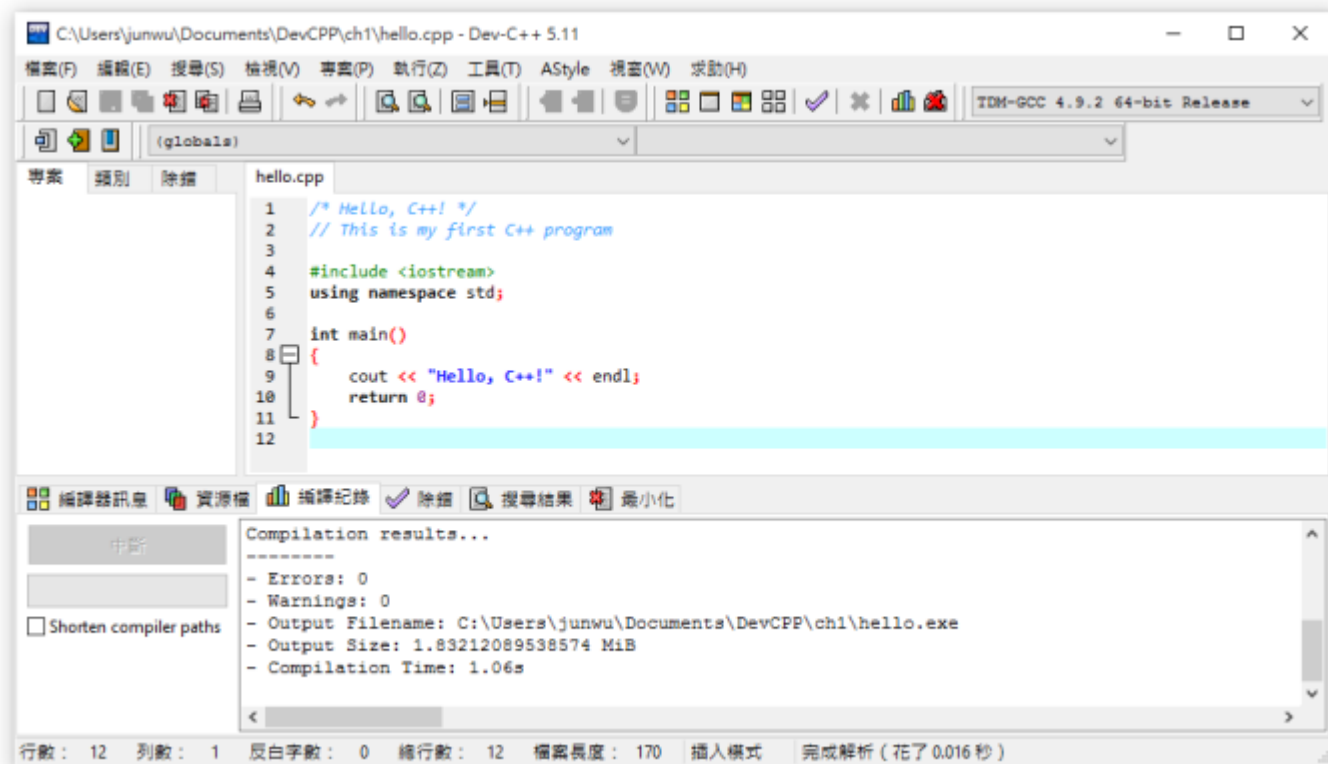 C:\Users\junwu\Documents\DevCPP\ch1\hello.cpp - Dev-C++ 5.11
檔案(F) 編輯(E) 搜尋(S) 檢視(V) 專案(P) 執行(Z) 工具(T) AStyle 視窗(W) 求助(H)
TDM-GCC 4.9.2 64-bit Release
(globals)
專案 類別 除錯 hello.cpp
1 /* Hello, C++! */
2 // This is my first C++ program
3
4 #include <iostream>
5 using namespace std;
6
7 int main()
8 {
9 cout << "Hello, C++!" << endl;
10 return 0;
11 }
12
編譯器訊息 資源檔 編譯紀錄 除錯 搜尋結果 最小化
中斷
Shorten compiler paths
Compilation results...
--------
- Errors: 0
- Warnings: 0
- Output Filename: C:\Users\junwu\Documents\DevCPP\ch1\hello.exe
- Output Size: 1.83212089538574 MiB
- Compilation Time: 1.06s
行數： 12 列數： 1 反白字數： 0 總行數： 12 檔案長度： 170 插入模式 完成解析 ( 花了 0.016 秒 )